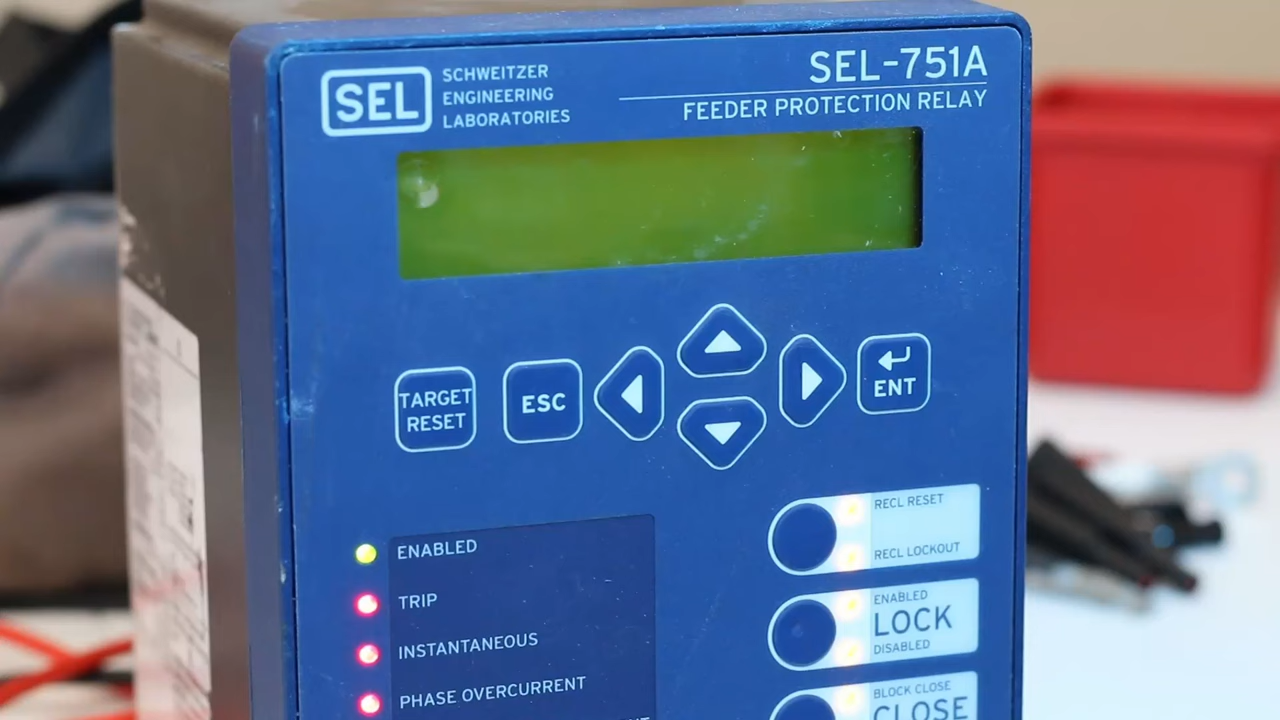 SEL
SCHWEITZER
ENGINEERING
LABORATORIES
SEL-751A
FEEDER PROTECTION RELAY
TARGET
RESET
ESC
ENT
RECL RESET
RECL LOCKOUT
ENABLED
LOCK
DISABLED
BLOCK CLOSE
CLOSE
ENABLED
TRIP
INSTANTANEOUS
PHASE OVERCURRENT